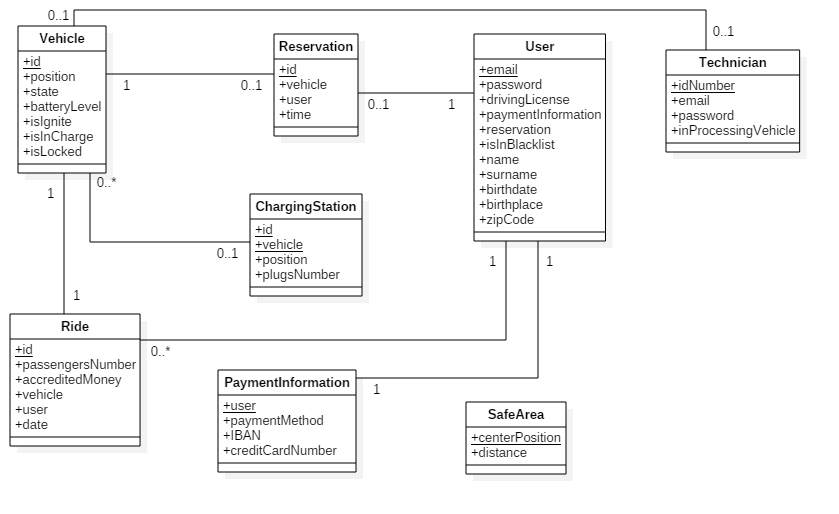 0..1
Vehicle
+id
+position
+state
+batteryLevel
+isIgnite
+isInCharge
+isLocked
1
0..1
Reservation
+id
+vehicle
+user
+time
0..1
1
User
+email
+password
+drivingLicense
+paymentInformation
+reservation
+isInBlacklist
+name
+surname
+birthdate
+birthplace
+zipCode
0..1
Technician
+idNumber
+email
+password
+inProcessingVehicle
1
0..*
0..1
ChargingStation
+id
+vehicle
+position
+plugsNumber
1
1
1
Ride
+id
+passengersNumber
+accreditedMoney
+vehicle
+user
+date
0..*
PaymentInformation
+user
+paymentMethod
+IBAN
+creditCardNumber
1
SafeArea
+centerPosition
+distance